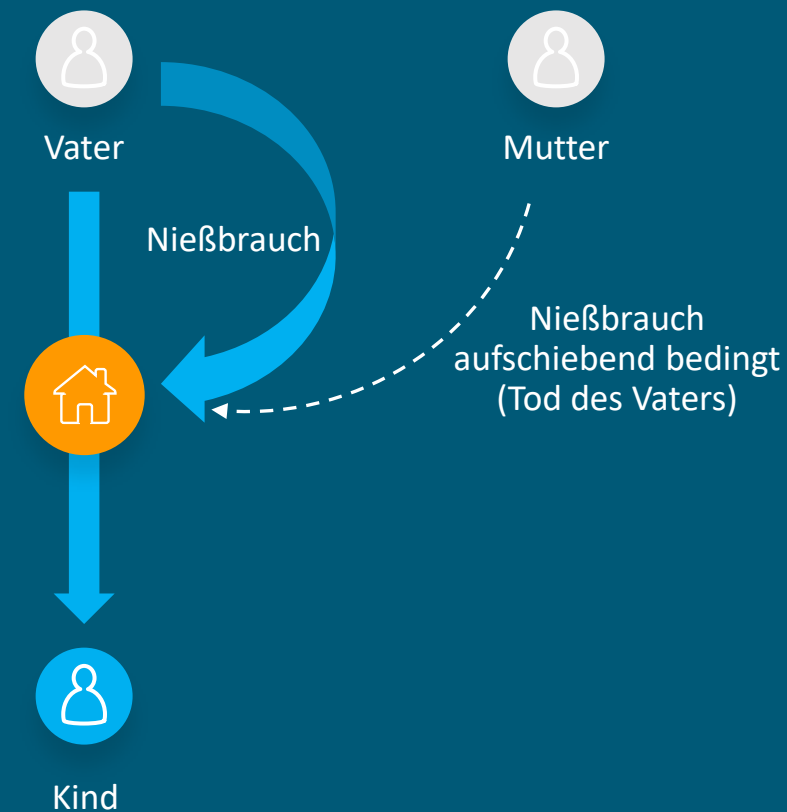 Vater
Mutter
Nießbrauch
Nießbrauch
aufschiebend bedingt
(Tod des Vaters)
Kind